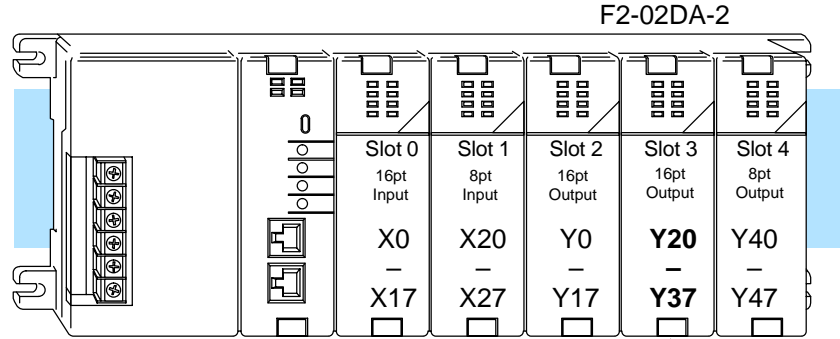 F2-02DA-2
Slot 0
16pt
Input
X0
–
X17
Slot 1
8pt
Input
X20
–
X27
Slot 2
16pt
Output
Y0
–
Y17
Slot 3
16pt
Output
Y20
–
Y37
Slot 4
8pt
Output
Y40
–
Y47